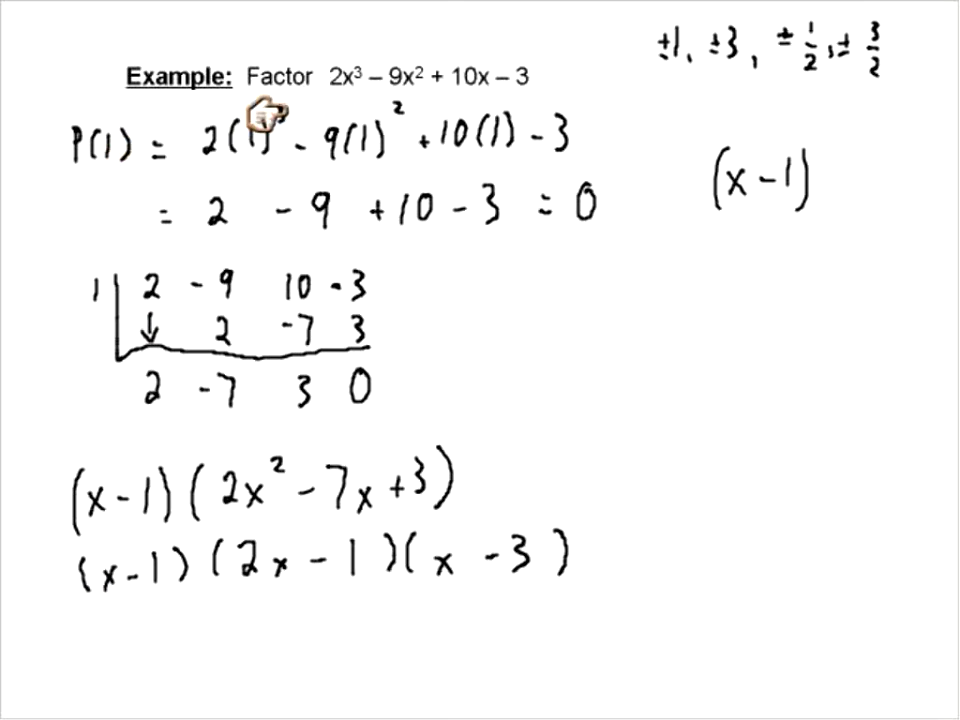 ±1, ±3, ± 1/2, ± 3/2
Example: Factor 2x³ – 9x² + 10x – 3
P(1) = 2(1)³ - 9(1)² + 10(1) - 3
(x - 1)
= 2 - 9 + 10 - 3 = 0
1 2 - 9 10 - 3
↓ 2 -7 3
2 -7 3 0
(x - 1)(2x² - 7x + 3)
(x - 1)(2x - 1)(x - 3)